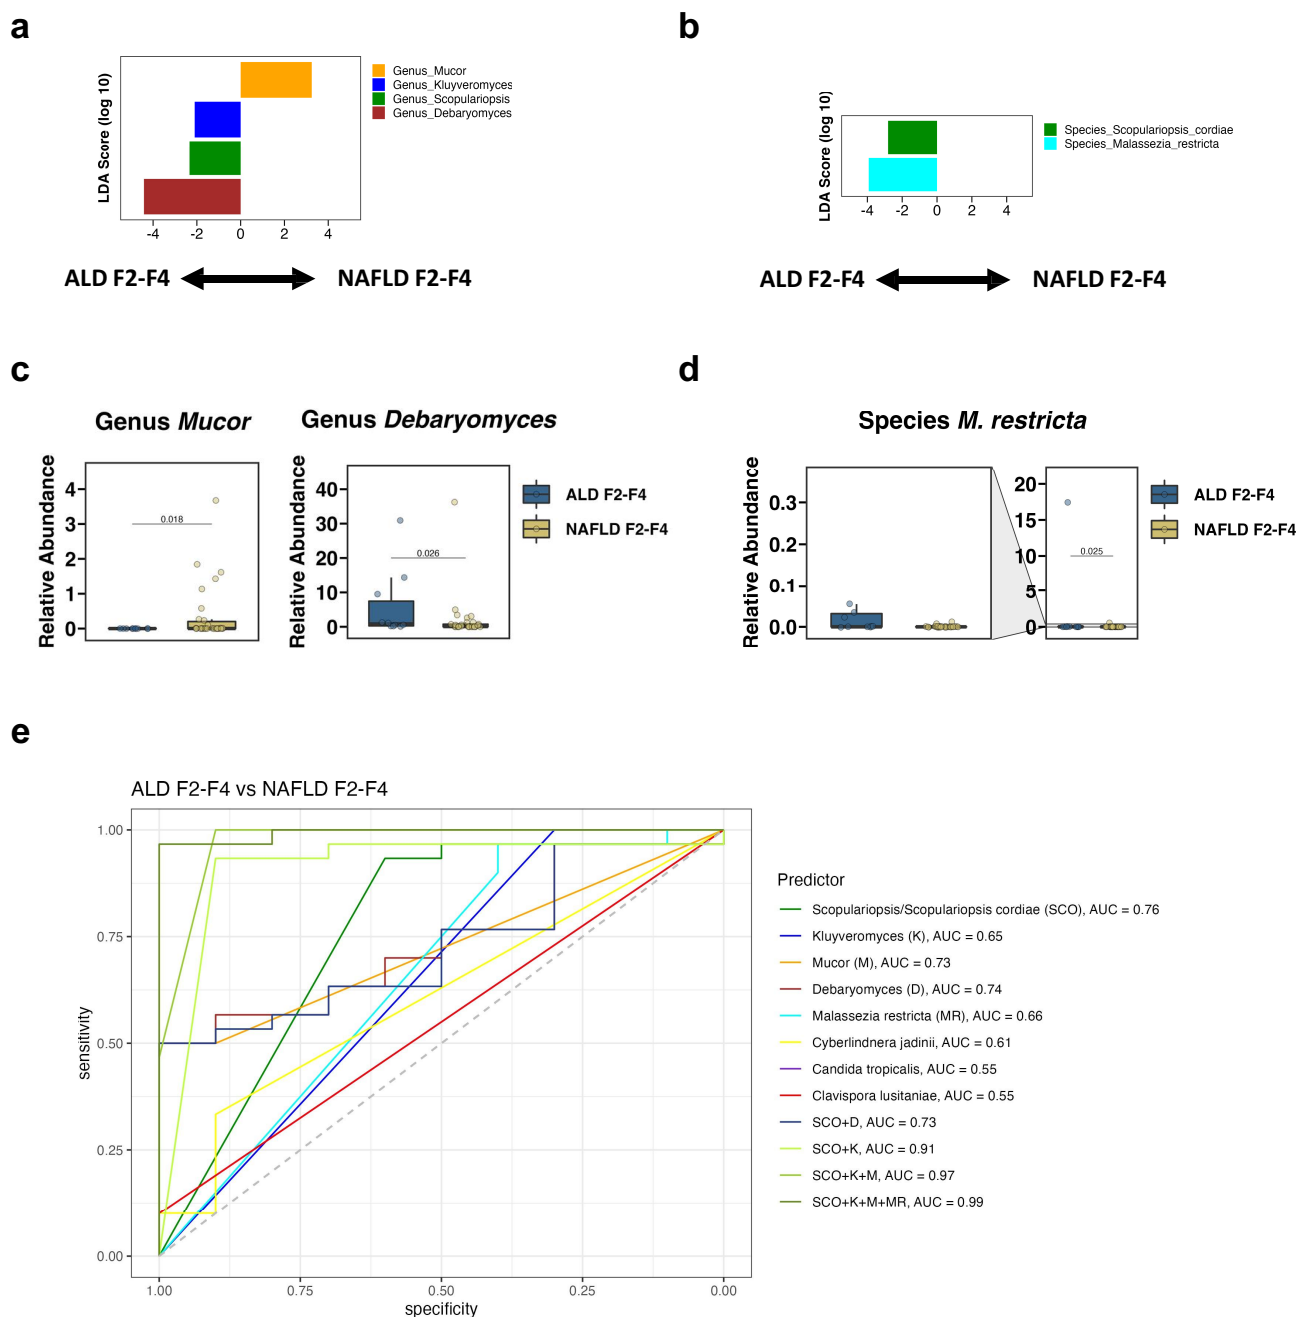 a
LDA Score (log 10)
Genus_Mucor
Genus_Kluyveromyces
Genus_Scopulariopsis
Genus_Debaryomyces
-4 -2 0 2 4
ALD F2-F4 NAFLD F2-F4
b
LDA Score (log 10)
Species_Scopulariopsis_cordiae
Species_Malassezia_restricta
-4 -2 0 2 4
ALD F2-F4 NAFLD F2-F4
c
Genus Mucor
Relative Abundance
4
3
2
1
0
0.018
Genus Debaryomyces
Relative Abundance
40
30
20
10
0
0.026
ALD F2-F4
NAFLD F2-F4
d
Species M. restricta
Relative Abundance
0.3
0.2
0.1
0.0
20
15
10
5
0
0.025
ALD F2-F4
NAFLD F2-F4
e
ALD F2-F4 vs NAFLD F2-F4
sensitivity
1.00
0.75
0.50
0.25
0.00
1.00 0.75 0.50 0.25 0.00
specificity
Predictor
Scopulariopsis/Scopulariopsis cordiae (SCO), AUC = 0.76
Kluyveromyces (K), AUC = 0.65
Mucor (M), AUC = 0.73
Debaryomyces (D), AUC = 0.74
Malassezia restricta (MR), AUC = 0.66
Cyberlindnera jadinii, AUC = 0.61
Candida tropicalis, AUC = 0.55
Clavispora lusitaniae, AUC = 0.55
SCO+D, AUC = 0.73
SCO+K, AUC = 0.91
SCO+K+M, AUC = 0.97
SCO+K+M+MR, AUC = 0.99